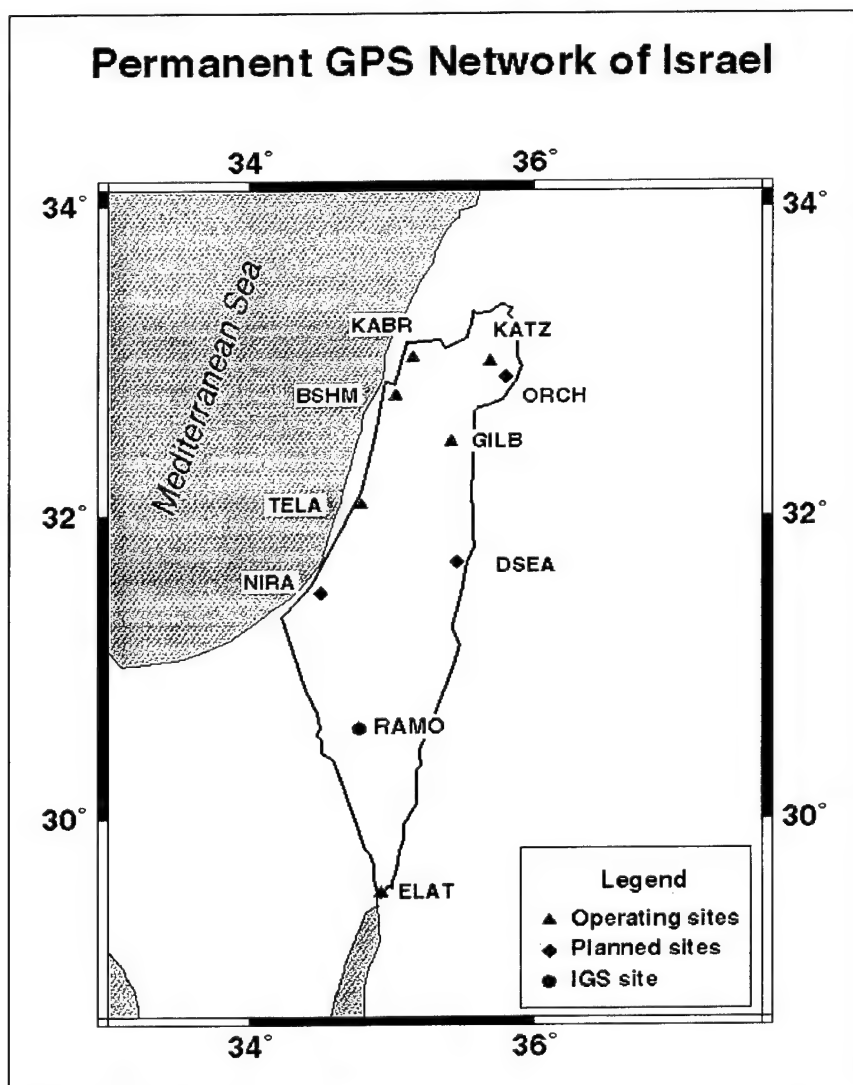 Permanent GPS Network of Israel
34°
36°
34°
34°
Mediterranean Sea
KABR
KATZ
BSHM
ORCH
GILB
TELA
32°
32°
DSEA
NIRA
RAMO
30°
30°
ELAT
Legend
Operating sites
Planned sites
IGS site
34°
36°